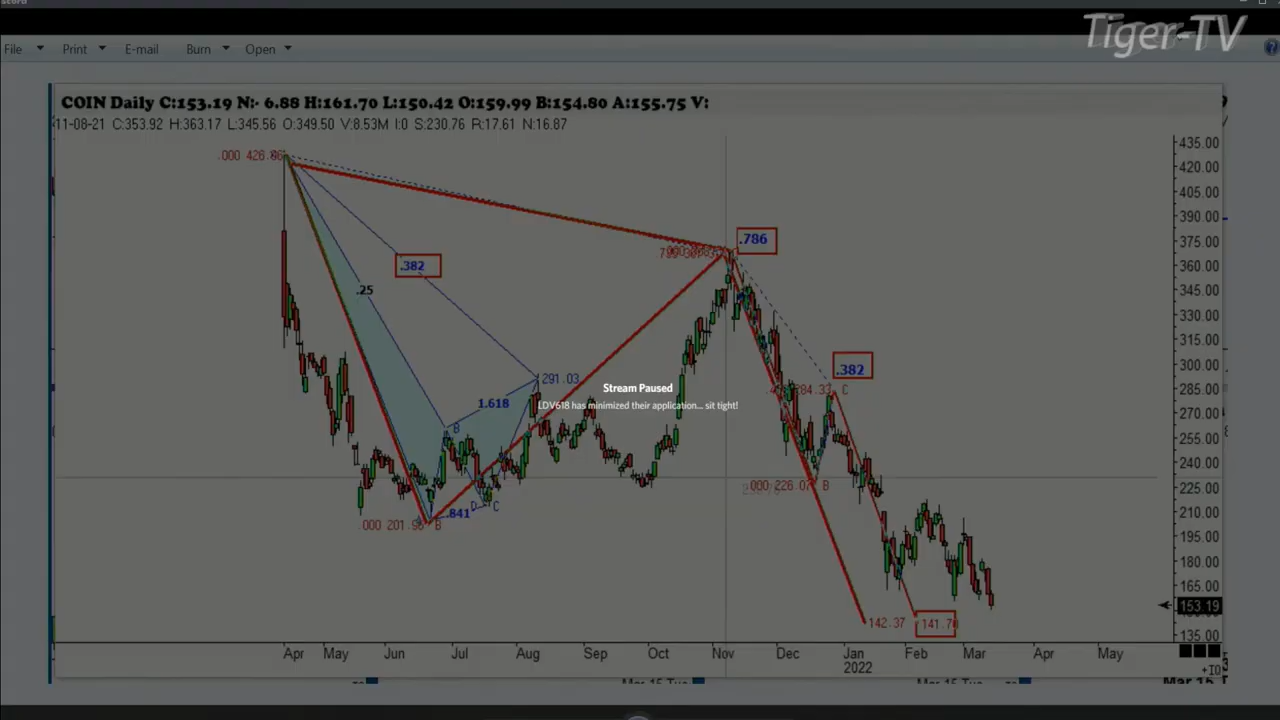 Tiger-TV
File Print E-mail Burn Open
COIN Daily C:153.19 N:- 6.88 H:161.70 L:150.42 O:159.99 B:154.80 A:155.75 V:
11-08-21 C:353.92 H:363.17 L:345.56 O:349.50 V:8.53M I:0 S:230.76 R:17.61 N:16.87
435.00
420.00
405.00
390.00
375.00
360.00
345.00
330.00
315.00
300.00
285.00
270.00
255.00
240.00
225.00
210.00
195.00
180.00
165.00
153.19
135.00
.786
.382
.25
.382
291.03
Stream Paused
1.618
LDV618 has minimized their application... sit tight!
284.33 C
B
.000 226.07 B
.841 D C
.000 201.95 B
142.37 141.70
Apr May Jun Jul Aug Sep Oct Nov Dec Jan Feb Mar Apr May
2022